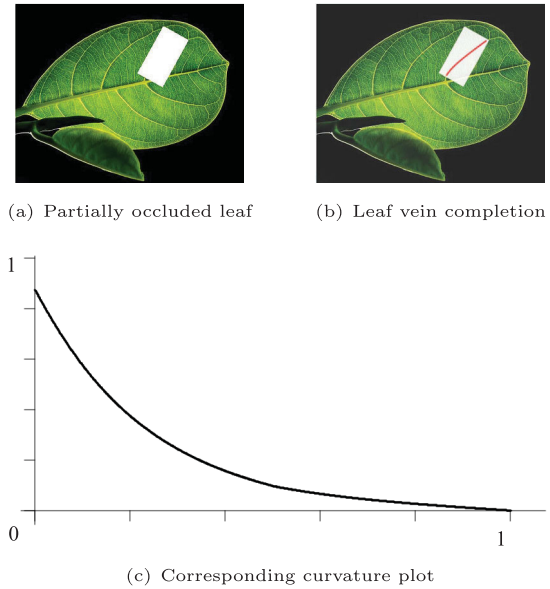 (a) Partially occluded leaf
(b) Leaf vein completion
1
0
1
(c) Corresponding curvature plot